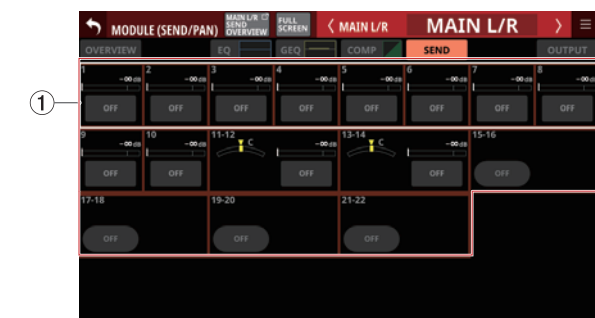 MODULE (SEND/PAN) MAIN L/R SEND OVERVIEW FULL SCREEN MAIN L/R MAIN L/R
OVERVIEW EQ GEQ COMP SEND OUTPUT
①
1 2 3 4 5 6 7 8
-∞dB -∞dB -∞dB -∞dB -∞dB -∞dB -∞dB -∞dB
OFF OFF OFF OFF OFF OFF OFF OFF
9 10 11-12 13-14 15-16
-∞dB -∞dB C -∞dB C -∞dB
OFF OFF OFF OFF OFF
17-18 19-20 21-22
OFF OFF OFF